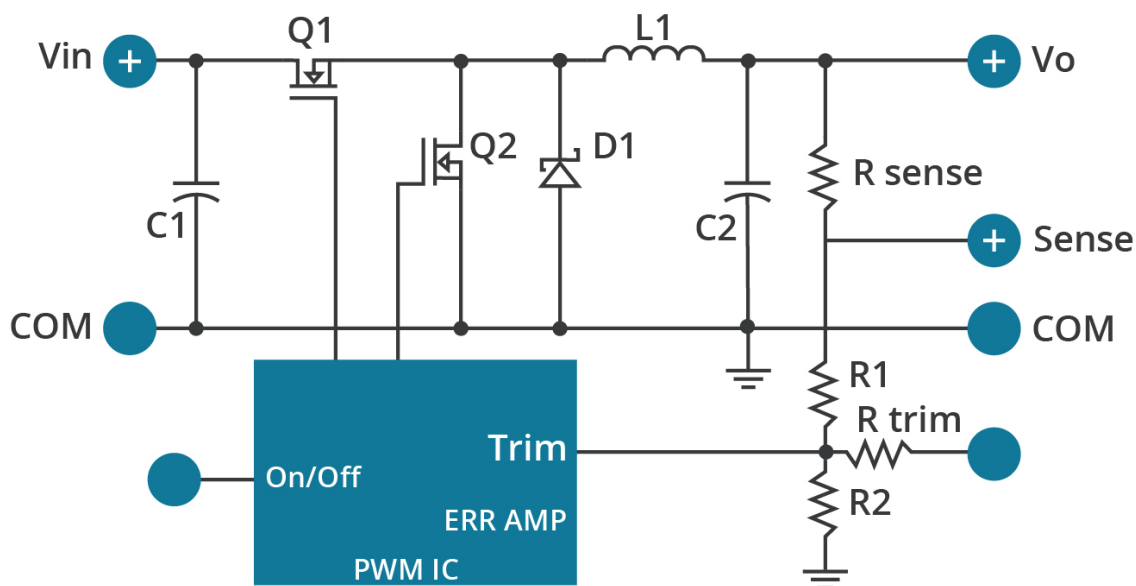 Q1
L1
Vin
+
+
Vo
Q2
D1
R sense
C1
C2
+
Sense
COM
COM
R1
R trim
Trim
On/Off
R2
ERR AMP
PWM IC